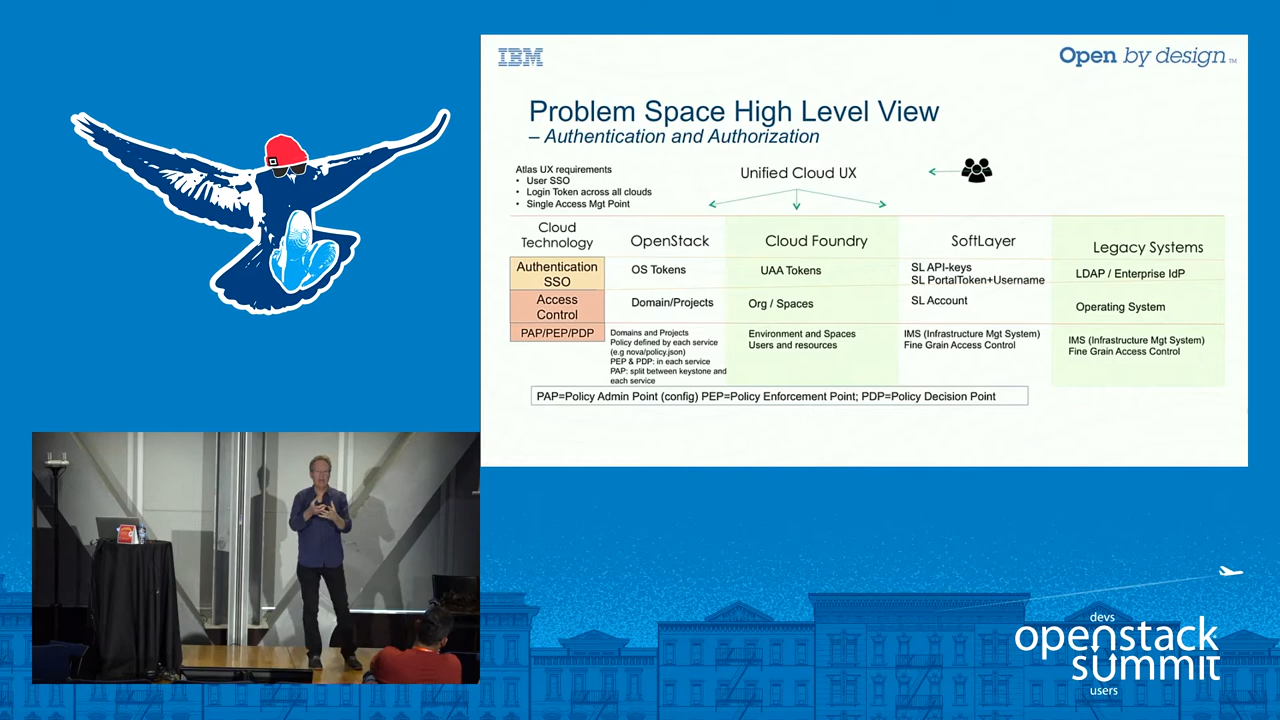 IBM
Open by design™
Problem Space High Level View
– Authentication and Authorization
Atlas UX requirements
• User SSO
• Login Token across all clouds
• Single Access Mgt Point
Unified Cloud UX
Cloud
Technology
OpenStack
Cloud Foundry
SoftLayer
Legacy Systems
Authentication
SSO
OS Tokens
UAA Tokens
SL API-keys
SL PortalToken+Username
LDAP / Enterprise IdP
Access
Control
Domain/Projects
Org / Spaces
SL Account
Operating System
PAP/PEP/PDP
Domains and Projects
Policy defined by each service
(e.g nova/policy.json)
PEP & PDP: in each service
PAP: split between keystone and
each service
Environment and Spaces
Users and resources
IMS (Infrastructure Mgt System)
Fine Grain Access Control
IMS (Infrastructure Mgt System)
Fine Grain Access Control
PAP=Policy Admin Point (config) PEP=Policy Enforcement Point; PDP=Policy Decision Point
devs
openstack
summit
users